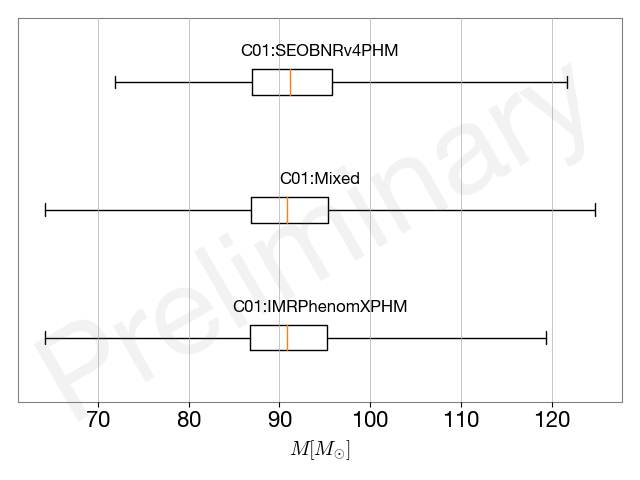 C01:SEOBNRv4PHM
C01:Mixed
C01:IMRPhenomXPHM
Preliminary
70 80 90 100 110 120
M[M⊙]